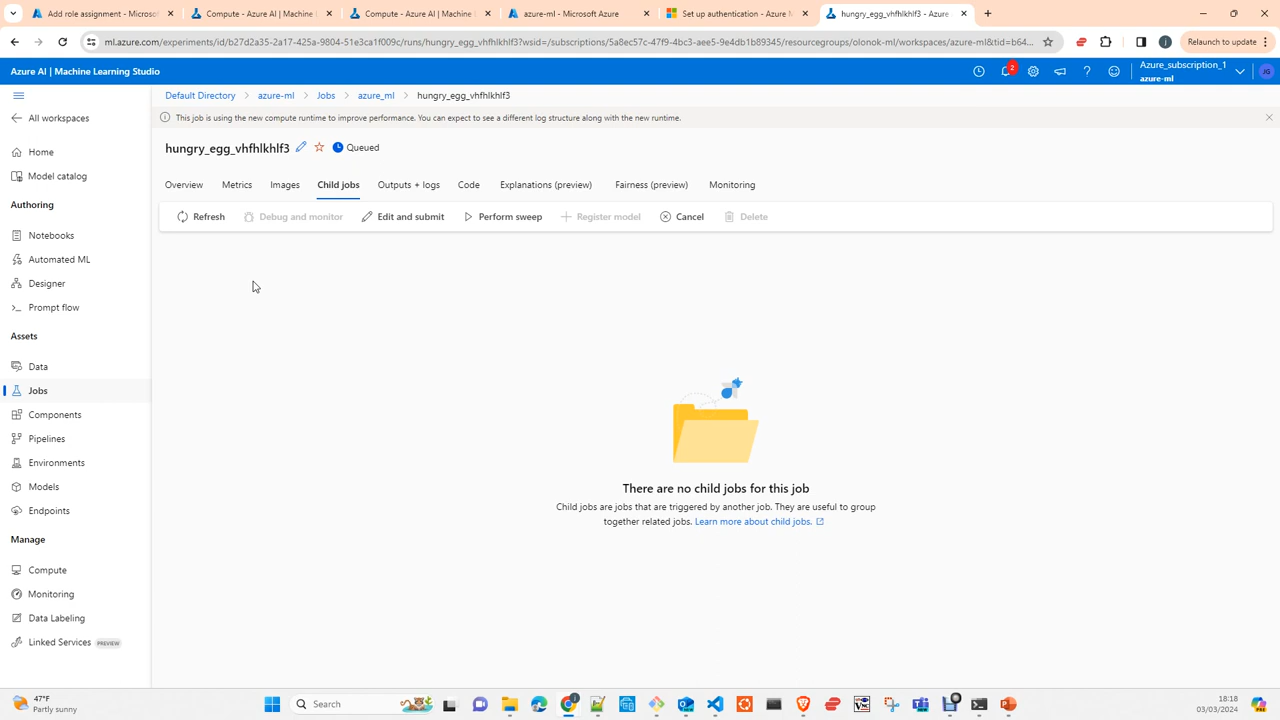 Add role assignment - Microsof
Compute - Azure AI | Machine L
Compute - Azure AI | Machine L
azure-ml - Microsoft Azure
Set up authentication - Azure M
hungry_egg_vhfhlkhlf3 - Azure
ml.azure.com/experiments/id/b27d2a35-2a17-425a-9804-51e3ca1f009c/runs/hungry_egg_vhfhlkhlf3?wsid=/subscriptions/5a8ec57c-47f9-4bc3-aee5-9e4db1b89345/resourcegroups/olonok-ml/workspaces/azure-ml&tid=b64...
Relaunch to update
Azure AI | Machine Learning Studio
2
Azure_subscription_1
azure-ml
JG
Default Directory > azure-ml > Jobs > azure_ml > hungry_egg_vhfhlkhlf3
All workspaces
Home
Model catalog
Authoring
Notebooks
Automated ML
Designer
Prompt flow
Assets
Data
Jobs
Components
Pipelines
Environments
Models
Endpoints
Manage
Compute
Monitoring
Data Labeling
Linked Services PREVIEW
This job is using the new compute runtime to improve performance. You can expect to see a different log structure along with the new runtime.
hungry_egg_vhfhlkhlf3 Queued
Overview Metrics Images Child jobs Outputs + logs Code Explanations (preview) Fairness (preview) Monitoring
Refresh Debug and monitor Edit and submit Perform sweep Register model Cancel Delete
There are no child jobs for this job
Child jobs are jobs that are triggered by another job. They are useful to group
together related jobs. Learn more about child jobs.
47°F
Partly sunny
Search
18:18
03/03/2024